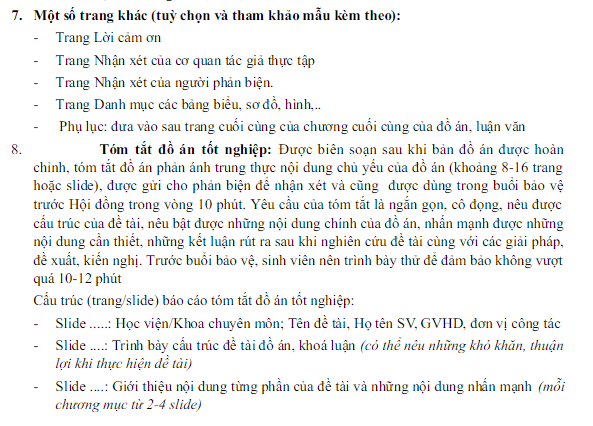 7. Một số trang khác (tuỳ chọn và tham khảo mẫu kèm theo):
- Trang Lời cảm ơn
- Trang Nhận xét của cơ quan tác giả thực tập
- Trang Nhận xét của người phản biện.
- Trang Danh mục các bảng biểu, sơ đồ, hình,..
- Phụ lục: đưa vào sau trang cuối cùng của chương cuối cùng của đồ án, luận văn
8. Tóm tắt đồ án tốt nghiệp: Được biên soạn sau khi bản đồ án được hoàn
chỉnh, tóm tắt đồ án phản ánh trung thực nội dung chủ yếu của đồ án (khoảng 8-16 trang
hoặc slide), được gửi cho phản biện để nhận xét và cũng được dùng trong buổi bảo vệ
trước Hội đồng trong vòng 10 phút. Yêu cầu của tóm tắt là ngắn gọn, cô đọng, nêu được
cấu trúc của đề tài, nêu bật được những nội dung chính của đồ án, nhấn mạnh được những
nội dung cần thiết, những kết luận rút ra sau khi nghiên cứu đề tài cùng với các giải pháp,
đề xuất, kiến nghị. Trước buổi bảo vệ, sinh viên nên trình bày thử để đảm bảo không vượt
quá 10-12 phút
Cấu trúc (trang/slide) báo cáo tóm tắt đồ án tốt nghiệp:
- Slide .....: Học viện/Khoa chuyên môn; Tên đề tài, Họ tên SV, GVHD, đơn vị công tác
- Slide ....: Trình bày cấu trúc đề tài đồ án, khoá luận (có thể nêu những khó khăn, thuận
lợi khi thực hiện đề tài)
- Slide ....: Giới thiệu nội dung từng phần của đề tài và những nội dung nhấn mạnh (mỗi
chương mục từ 2-4 slide)